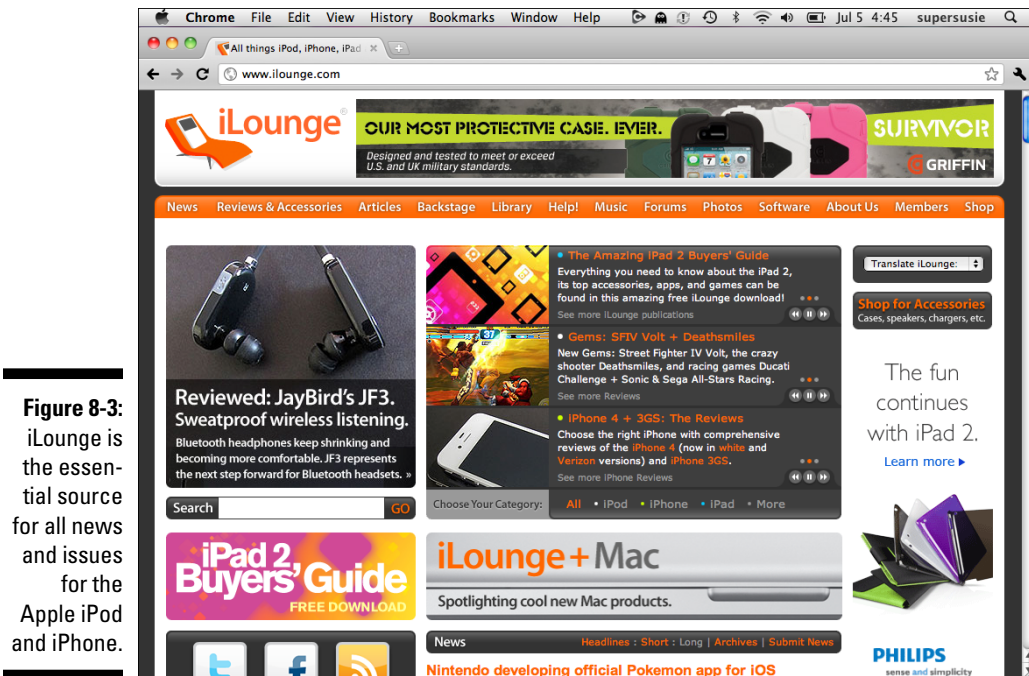 Chrome File Edit View History Bookmarks Window Help Jul 5 4:45 supersusie
All things iPod, iPhone, iPad
www.ilounge.com
iLounge®
OUR MOST PROTECTIVE CASE. EVER.
Designed and tested to meet or exceed
U.S. and UK military standards.
SURVIVOR
GRIFFIN
News Reviews & Accessories Articles Backstage Library Help! Music Forums Photos Software About Us Members Shop
Reviewed: JayBird's JF3.
Sweatproof wireless listening.
Bluetooth headphones keep shrinking and
becoming more comfortable. JF3 represents
the next step forward for Bluetooth headsets. »
Search GO
• The Amazing iPad 2 Buyers' Guide
Everything you need to know about the iPad 2,
its top accessories, apps, and games can be
found in this amazing free iLounge download!
See more iLounge publications
37
• Gems: SFIV Volt + Deathsmiles
New Gems: Street Fighter IV Volt, the crazy
shooter Deathsmiles, and racing games Ducati
Challenge + Sonic & Sega All-Stars Racing.
See more Reviews
• iPhone 4 + 3GS: The Reviews
Choose the right iPhone with comprehensive
reviews of the iPhone 4 (now in white and
Verizon versions) and iPhone 3GS.
See more iPhone Reviews
Choose Your Category: All • iPod • iPhone • iPad • More
Translate iLounge:
Shop for Accessories
Cases, speakers, chargers, etc.
The fun
continues
with iPad 2.
Learn more
iPad 2
Buyers' Guide
FREE DOWNLOAD
iLounge + Mac
Spotlighting cool new Mac products.
News Headlines : Short : Long | Archives | Submit News
Nintendo developing official Pokemon app for iOS
PHILIPS
sense and simplicity
Figure 8-3:
iLounge is
the essen-
tial source
for all news
and issues
for the
Apple iPod
and iPhone.